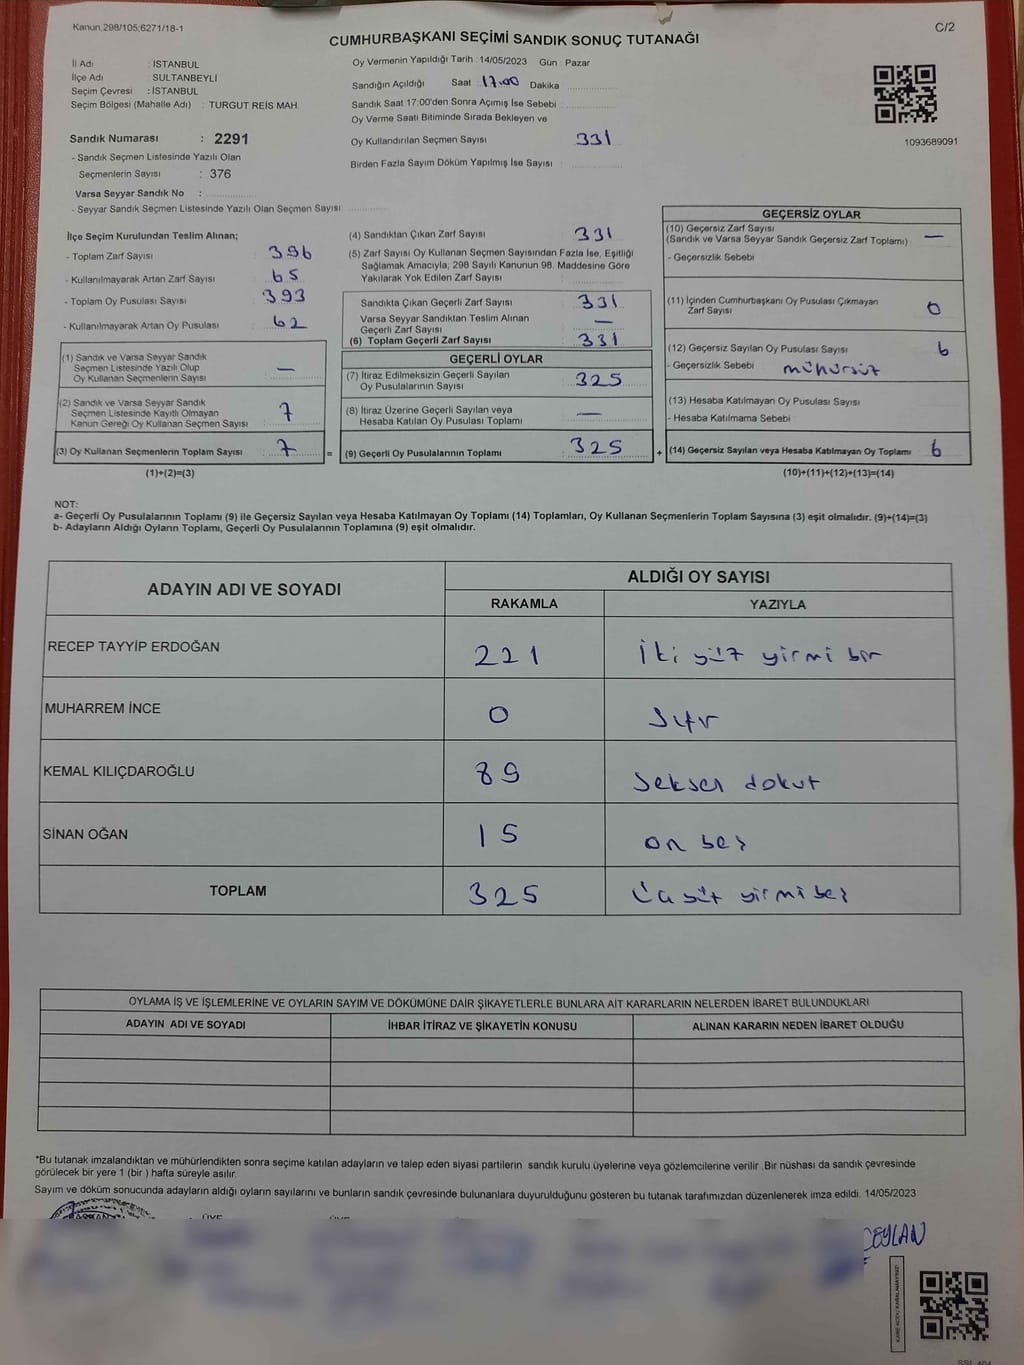 Kanun;298/105;6271/18-1
C/2
CUMHURBAŞKANI SEÇİMİ SANDIK SONUÇ TUTANAĞI
İl Adı : İSTANBUL
İlçe Adı : SULTANBEYLİ
Seçim Çevresi : İSTANBUL
Seçim Bölgesi (Mahalle Adı) : TURGUT REİS MAH.
Sandık Numarası : 2291
- Sandık Seçmen Listesinde Yazılı Olan
Seçmenlerin Sayısı : 376
Varsa Seyyar Sandık No :
- Seyyar Sandık Seçmen Listesinde Yazılı Olan Seçmen Sayısı:
Oy Vermenin Yapıldığı Tarih : 14/05/2023 Gün : Pazar
Sandığın Açıldığı Saat 17.00 Dakika
Sandık Saat 17:00'den Sonra Açımış İse Sebebi
Oy Verme Saati Bitiminde Sırada Bekleyen ve
Oy Kullandırılan Seçmen Sayısı 331
Birden Fazla Sayım Döküm Yapılmış İse Sayısı
1093689091
İlçe Seçim Kurulundan Teslim Alınan;
- Toplam Zarf Sayısı : 396
- Kullanılmayarak Artan Zarf Sayısı : 65
- Toplam Oy Pusulası Sayısı : 393
- Kullanılmayarak Artan Oy Pusulası : 62
(1) Sandık ve Varsa Seyyar Sandık
Seçmen Listesinde Yazılı Olup
Oy Kullanan Seçmenlerin Sayısı : —
(2) Sandık ve Varsa Seyyar Sandık
Seçmen Listesinde Kayıtlı Olmayan
Kanun Gereği Oy Kullanan Seçmen Sayısı : 7
(3) Oy Kullanan Seçmenlerin Toplam Sayısı : 7 =
(1)+(2)=(3)
(4) Sandıktan Çıkan Zarf Sayısı : 331
(5) Zarf Sayısı Oy Kullanan Seçmen Sayısından Fazla İse, Eşitliği
Sağlamak Amacıyla, 298 Sayılı Kanunun 98. Maddesine Göre
Yakılarak Yok Edilen Zarf Sayısı :
Sandıkta Çıkan Geçerli Zarf Sayısı : 331
Varsa Seyyar Sandıktan Teslim Alınan
Geçerli Zarf Sayısı : —
(6) Toplam Geçerli Zarf Sayısı : 331
GEÇERLİ OYLAR
(7) İtiraz Edilmeksizin Geçerli Sayılan
Oy Pusulalarının Sayısı : 325
(8) İtiraz Üzerine Geçerli Sayılan veya
Hesaba Katılan Oy Pusulası Toplamı : —
(9) Geçerli Oy Pusulalarının Toplamı : 325 +
GEÇERSİZ OYLAR
(10) Geçersiz Zarf Sayısı
(Sandık ve Varsa Seyyar Sandık Geçersiz Zarf Toplamı) : —
- Geçersizlik Sebebi
(11) İçinden Cumhurbaşkanı Oy Pusulası Çıkmayan
Zarf Sayısı 0
(12) Geçersiz Sayılan Oy Pusulası Sayısı 6
- Geçersizlik Sebebi mühürsüz
(13) Hesaba Katılmayan Oy Pusulası Sayısı
- Hesaba Katılmama Sebebi
(14) Geçersiz Sayılan veya Hesaba Katılmayan Oy Toplamı 6
(10)+(11)+(12)+(13)=(14)
NOT:
a- Geçerli Oy Pusulalarının Toplamı (9) ile Geçersiz Sayılan veya Hesaba Katılmayan Oy Toplamı (14) Toplamları, Oy Kullanan Seçmenlerin Toplam Sayısına (3) eşit olmalıdır. (9)+(14)=(3)
b- Adayların Aldığı Oyların Toplamı, Geçerli Oy Pusulalarının Toplamına (9) eşit olmalıdır.
ADAYIN ADI VE SOYADI
ALDIĞI OY SAYISI
RAKAMLA YAZIYLA
RECEP TAYYİP ERDOĞAN 221 İki yüz yirmi bir
MUHARREM İNCE 0 Sıfır
KEMAL KILIÇDAROĞLU 89 Seksen dokuz
SİNAN OĞAN 15 on beş
TOPLAM 325 Üç yüz yirmi beş
OYLAMA İŞ VE İŞLEMLERİNE VE OYLARIN SAYIM VE DÖKÜMÜNE DAİR ŞİKAYETLERLE BUNLARA AİT KARARLARIN NELERDEN İBARET BULUNDUKLARI
ADAYIN ADI VE SOYADI İHBAR İTİRAZ VE ŞİKAYETİN KONUSU ALINAN KARARIN NEDEN İBARET OLDUĞU
*Bu tutanak imzalandıktan ve mühürlendikten sonra seçime katılan adayların ve talep eden siyasi partilerin sandık kurulu üyelerine veya gözlemcilerine verilir .Bir nüshası da sandık çevresinde
görülecek bir yere 1 (bir ) hafta süreyle asılır.
Sayım ve döküm sonucunda adayların aldığı oyların sayılarını ve bunların sandık çevresinde bulunanlara duyurulduğunu gösteren bu tutanak tarafımızdan düzenlenerek imza edildi. 14/05/2023
BAŞKAN ÜYE ÜYE
CEYLAN